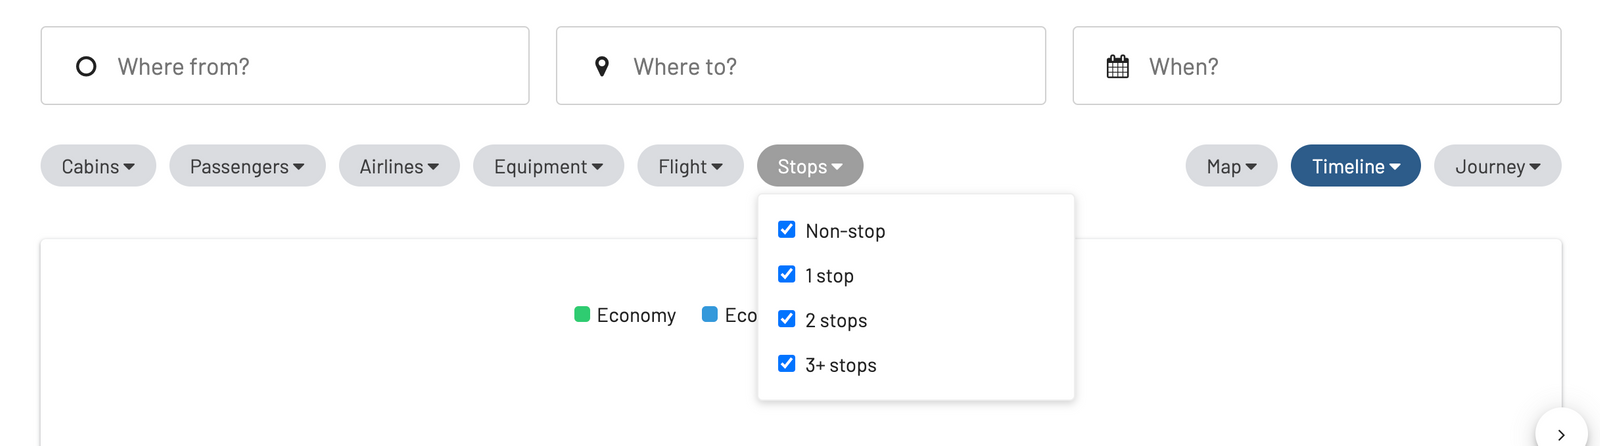 Where from?
Where to?
When?
Cabins Passengers Airlines Equipment Flight Stops Map Timeline Journey
Non-stop
1 stop
Economy Eco
2 stops
3+ stops